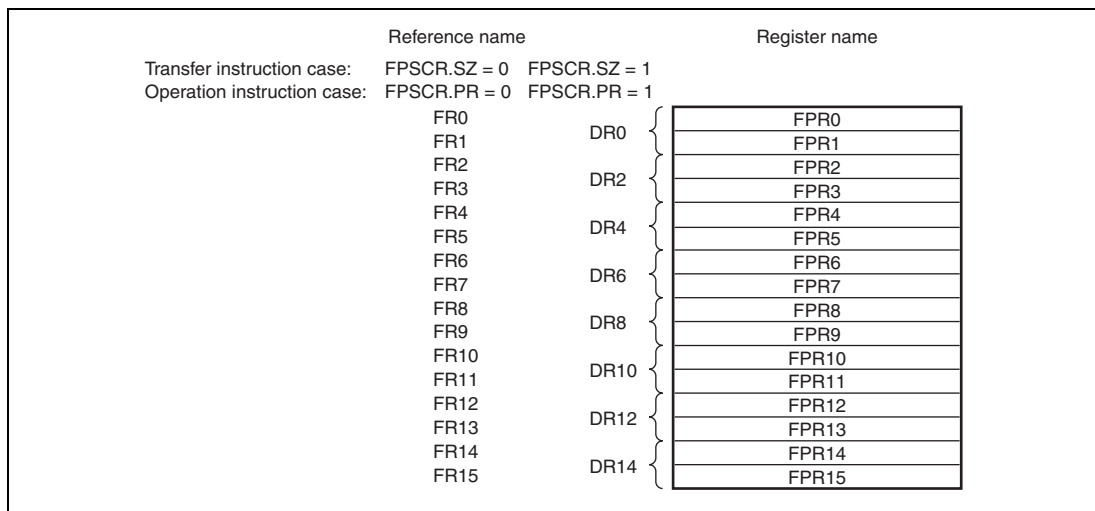 Reference name Register name
Transfer instruction case: FPSCR.SZ = 0 FPSCR.SZ = 1
Operation instruction case: FPSCR.PR = 0 FPSCR.PR = 1
FR0 DR0 FPR0
FR1 FPR1
FR2 DR2 FPR2
FR3 FPR3
FR4 DR4 FPR4
FR5 FPR5
FR6 DR6 FPR6
FR7 FPR7
FR8 DR8 FPR8
FR9 FPR9
FR10 DR10 FPR10
FR11 FPR11
FR12 DR12 FPR12
FR13 FPR13
FR14 DR14 FPR14
FR15 FPR15